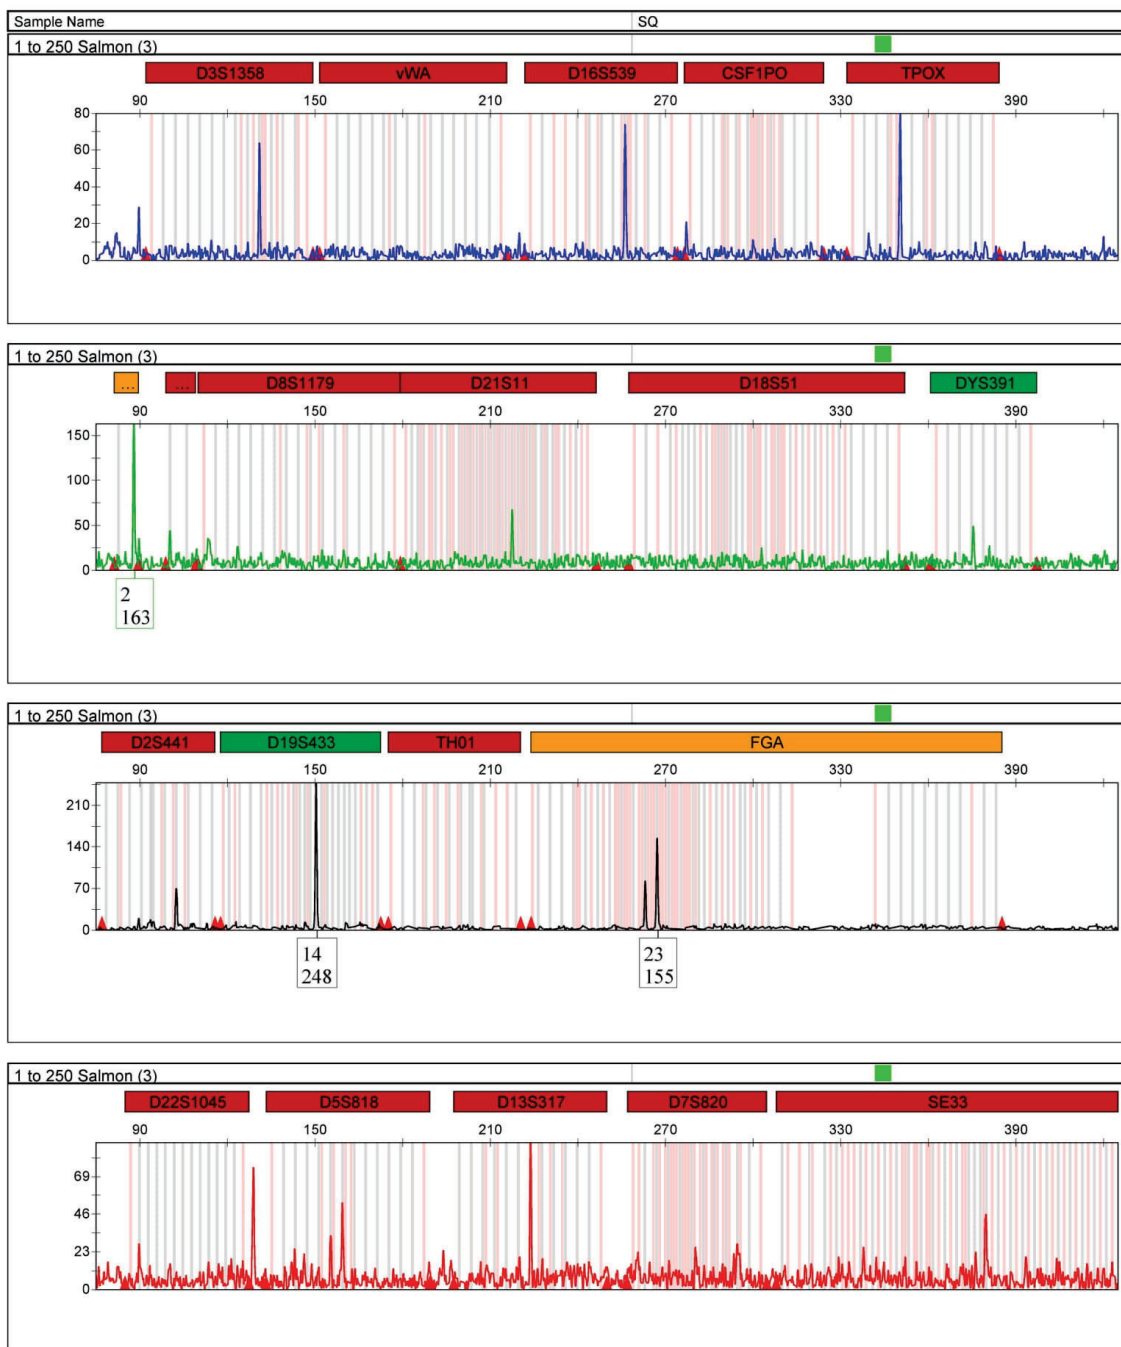 Sample Name SQ
1 to 250 Salmon (3)
D3S1358 vWA D16S539 CSF1PO TPOX
90 150 210 270 330 390
80
60
40
20
0
1 to 250 Salmon (3)
... ... D8S1179 D21S11 D18S51 DYS391
90 150 210 270 330 390
150
100
50
0
2
163
1 to 250 Salmon (3)
D2S441 D19S433 TH01 FGA
90 150 210 270 330 390
210
140
70
0
14 23
248 155
1 to 250 Salmon (3)
D22S1045 D5S818 D13S317 D7S820 SE33
90 150 210 270 330 390
69
46
23
0